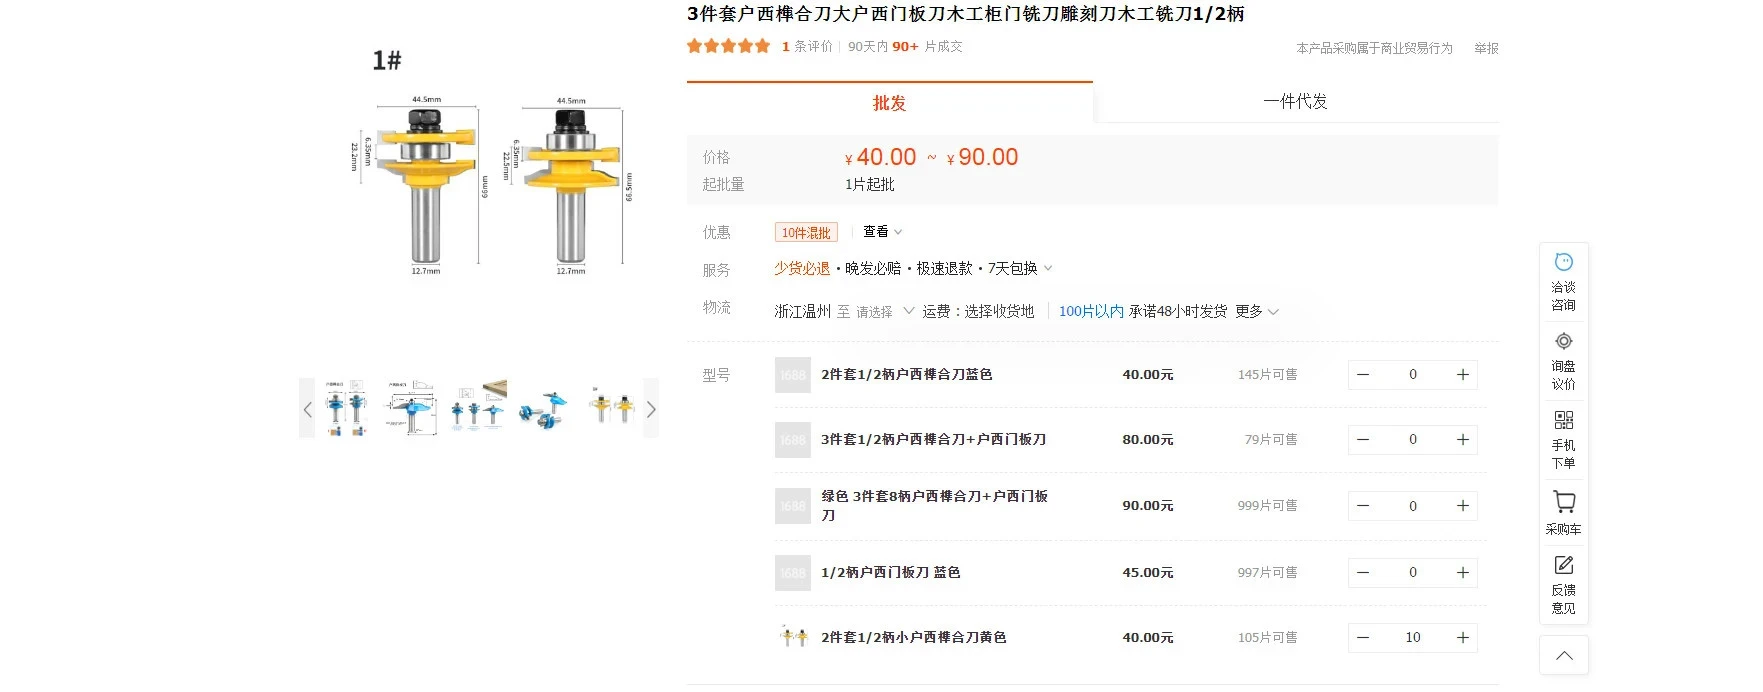 3件套户西榫合刀大户西门板刀木工柜门铣刀雕刻刀木工铣刀1/2柄
1 条评价 90天内 90+ 片成交
本产品采购属于商业贸易行为 举报
1#
44.5mm
44.5mm
6.35mm
23.2mm
66mm
6.35mm
22.5mm
66.5mm
12.7mm
12.7mm
批发
一件代发
价格 ¥ 40.00 ~ ¥ 90.00
起批量 1片起批
优惠 10件混批 查看
服务 少货必退 · 晚发必赔 · 极速退款 · 7天包换
物流 浙江温州 至 请选择 运费：选择收货地 100片以内 承诺48小时发货 更多
型号 1688 2件套1/2柄户西榫合刀蓝色 40.00元 145片可售 — 0 +
1688 3件套1/2柄户西榫合刀+户西门板刀 80.00元 79片可售 — 0 +
1688 绿色 3件套8柄户西榫合刀+户西门板
刀 90.00元 999片可售 — 0 +
1688 1/2柄户西门板刀 蓝色 45.00元 997片可售 — 0 +
2件套1/2柄小户西榫合刀黄色 40.00元 105片可售 — 10 +
洽谈
咨询
询盘
议价
手机
下单
采购车
反馈
意见